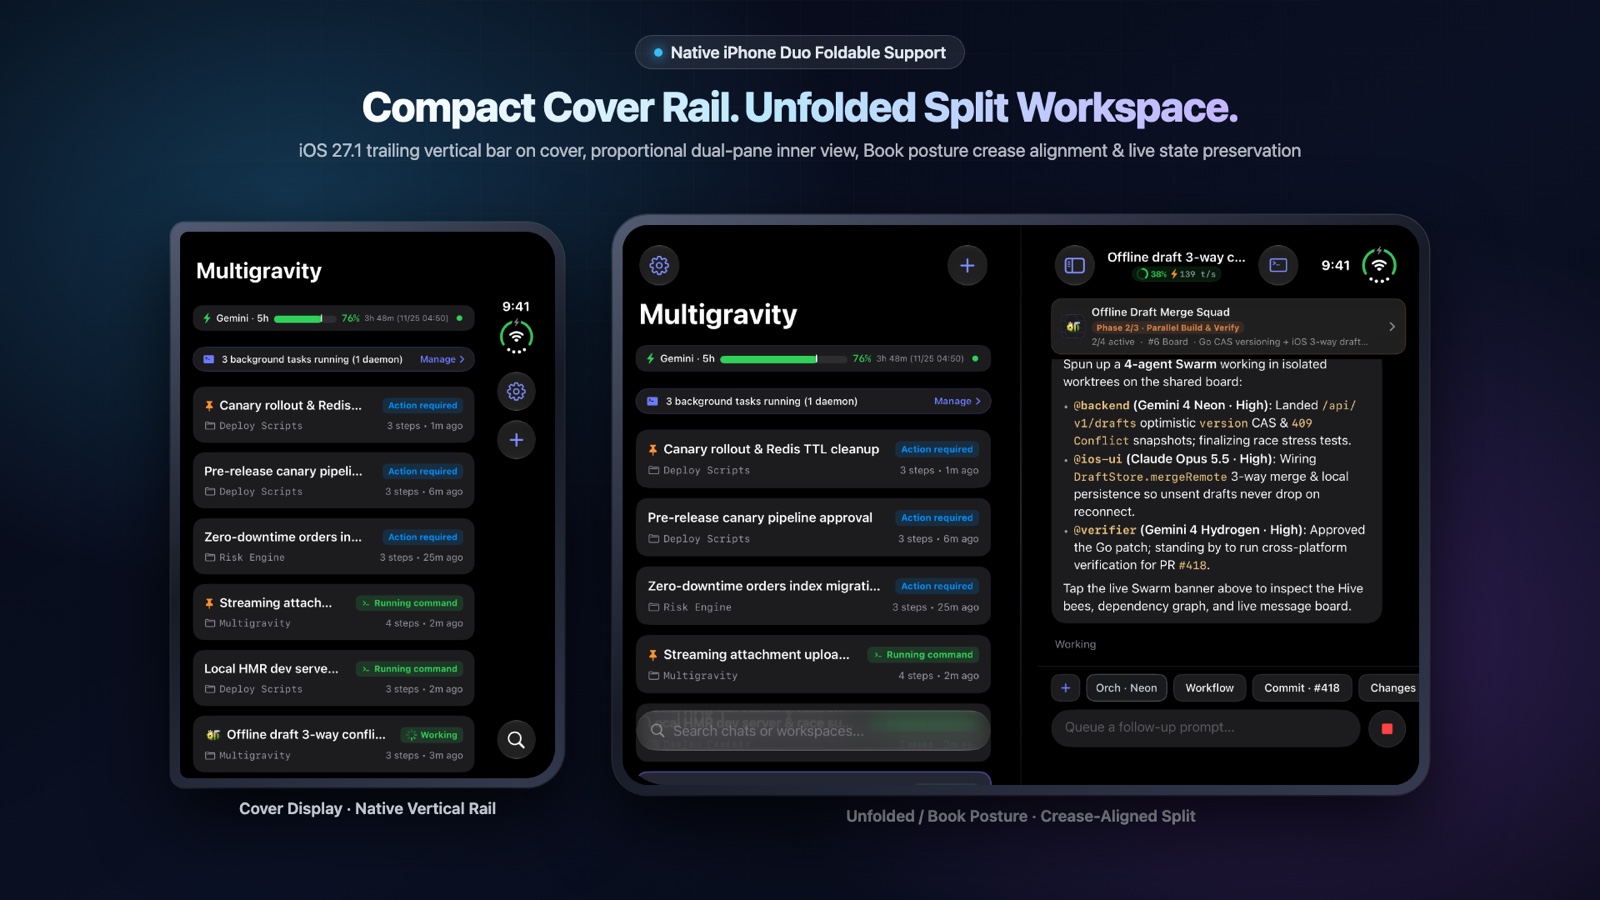 Native iPhone Duo Foldable Support
Compact Cover Rail. Unfolded Split Workspace.
iOS 27.1 trailing vertical bar on cover, proportional dual-pane inner view, Book posture crease alignment & live state preservation
Multigravity
9:41
Gemini · 5h 76% 3h 48m (11/25 04:50)
3 background tasks running (1 daemon) Manage
Canary rollout & Redis... Action required
Deploy Scripts 3 steps • 1m ago
Pre-release canary pipeli... Action required
Deploy Scripts 3 steps • 6m ago
Zero-downtime orders in... Action required
Risk Engine 3 steps • 25m ago
Streaming attach... Running command
Multigravity 4 steps • 2m ago
Local HMR dev serve... Running command
Deploy Scripts 3 steps • 2m ago
Offline draft 3-way confli... Working
Multigravity 3 steps • 3m ago
Cover Display · Native Vertical Rail
Multigravity
Gemini · 5h 76% 3h 48m (11/25 04:50)
3 background tasks running (1 daemon) Manage
Canary rollout & Redis TTL cleanup Action required
Deploy Scripts 3 steps • 1m ago
Pre-release canary pipeline approval Action required
Deploy Scripts 3 steps • 6m ago
Zero-downtime orders index migrati... Action required
Risk Engine 3 steps • 25m ago
Streaming attachment uploa... Running command
Multigravity 4 steps • 2m ago
Local HMR dev server & race su...
Search chats or workspaces...
Offline draft 3-way c...
38% 139 t/s
9:41
Offline Draft Merge Squad
Phase 2/3 · Parallel Build & Verify
2/4 active · #6 Board · Go CAS versioning + iOS 3-way draft...
Spun up a 4-agent Swarm working in isolated
worktrees on the shared board:
• @backend (Gemini 4 Neon · High): Landed /api/
v1/drafts optimistic version CAS & 409
Conflict snapshots; finalizing race stress tests.
• @ios-ui (Claude Opus 5.5 · High): Wiring
DraftStore.mergeRemote 3-way merge & local
persistence so unsent drafts never drop on
reconnect.
• @verifier (Gemini 4 Hydrogen · High): Approved
the Go patch; standing by to run cross-platform
verification for PR #418.
Tap the live Swarm banner above to inspect the Hive
bees, dependency graph, and live message board.
Working
Orch · Neon Workflow Commit · #418 Changes
Queue a follow-up prompt...
Unfolded / Book Posture · Crease-Aligned Split